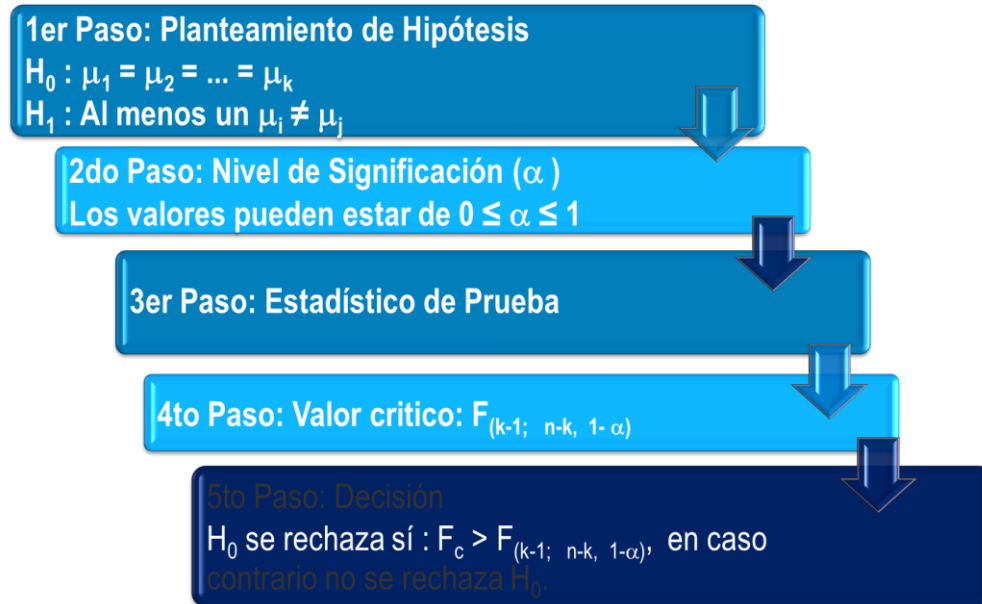 1er Paso: Planteamiento de Hipótesis
H₀ : μ₁ = μ₂ = ... = μₖ
H₁ : Al menos un μᵢ ≠ μⱼ
2do Paso: Nivel de Significación (α )
Los valores pueden estar de 0 ≤ α ≤ 1
3er Paso: Estadístico de Prueba
4to Paso: Valor critico: F(k-1; n-k, 1- α)
5to Paso: Decisión
H₀ se rechaza sí : Fc > F(k-1; n-k, 1-α), en caso
contrario no se rechaza H₀.